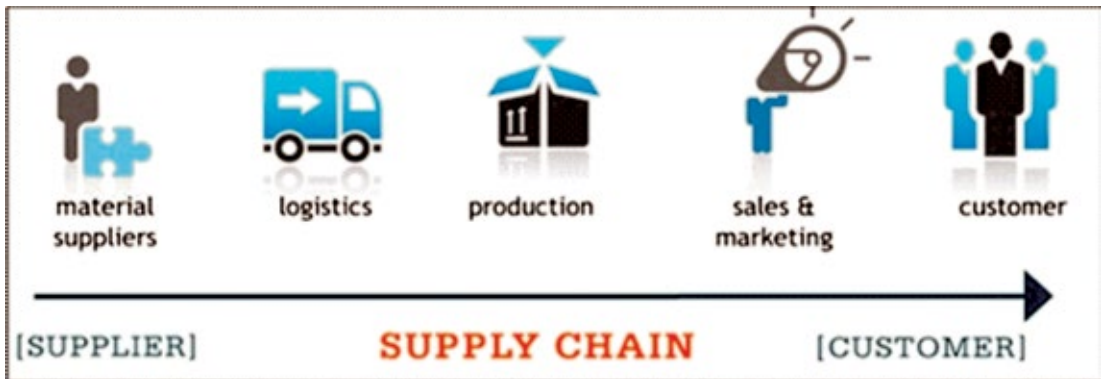 material
suppliers
logistics
production
sales &
marketing
customer
[SUPPLIER]
SUPPLY CHAIN
[CUSTOMER]